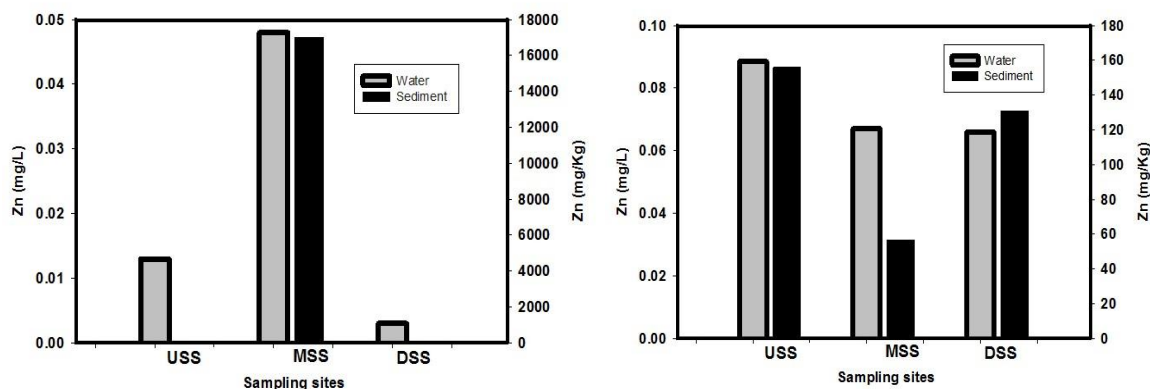 0.05
0.04
0.03
0.02
0.01
0.00
Zn (mg/L)
18000
16000
14000
12000
10000
8000
6000
4000
2000
0
Zn (mg/Kg)
Water
Sediment
USS MSS DSS
Sampling sites
0.10
0.08
0.06
0.04
0.02
0.00
Zn (mg/L)
180
160
140
120
100
80
60
40
20
0
Zn (mg/Kg)
Water
Sediment
USS MSS DSS
Sampling sites